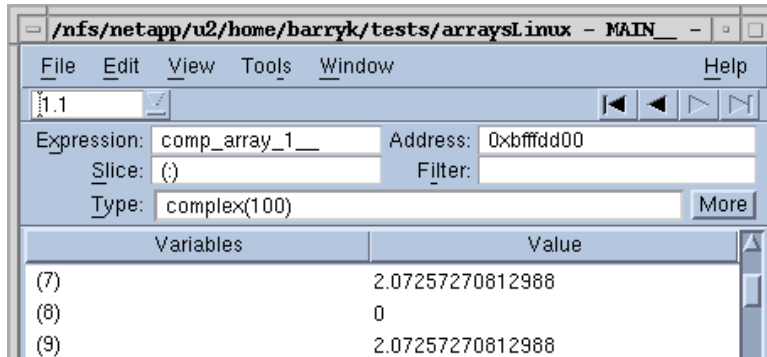 /nfs/netapp/u2/home/barryk/tests/arraysLinux - MAIN__ -
File Edit View Tools Window Help
1.1
Expression: comp_array_1__ Address: 0xbfffdd00
Slice: (:) Filter:
Type: complex(100) More
Variables Value
(7) 2.07257270812988
(8) 0
(9) 2.07257270812988